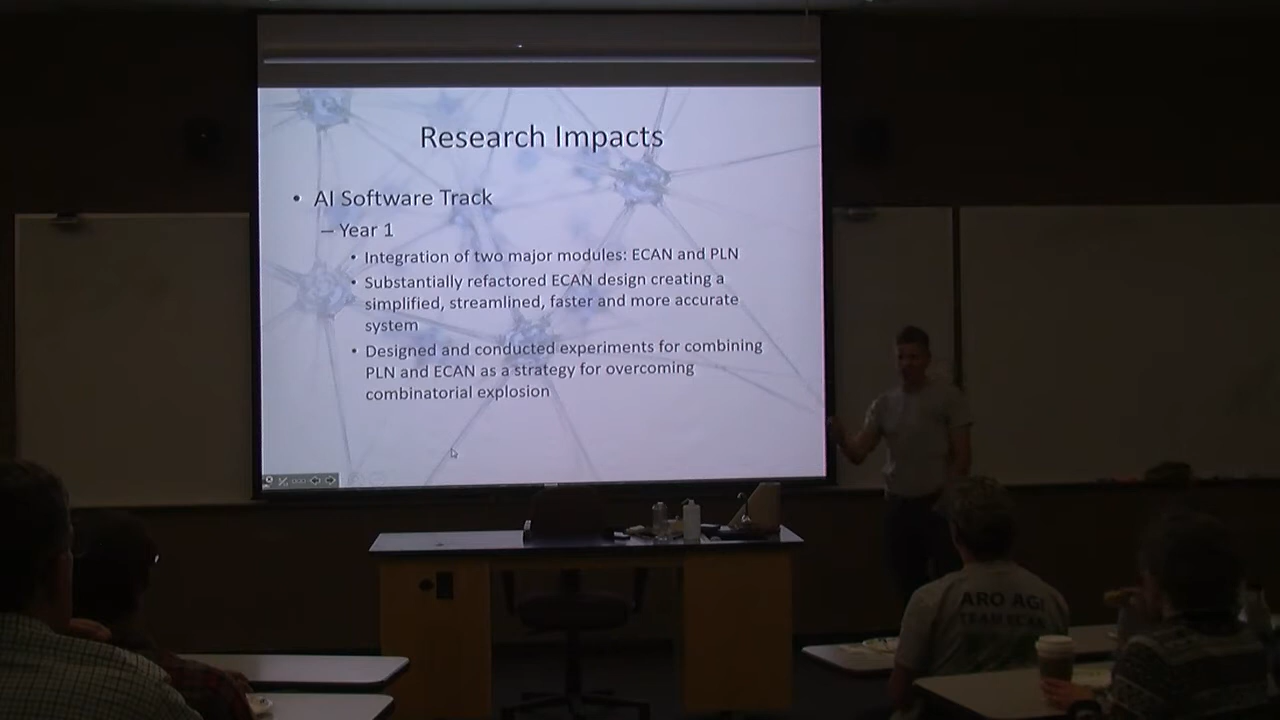 Research Impacts
• AI Software Track
– Year 1
• Integration of two major modules: ECAN and PLN
• Substantially refactored ECAN design creating a
simplified, streamlined, faster and more accurate
system
• Designed and conducted experiments for combining
PLN and ECAN as a strategy for overcoming
combinatorial explosion
ARO AGI
TEAM ECAN